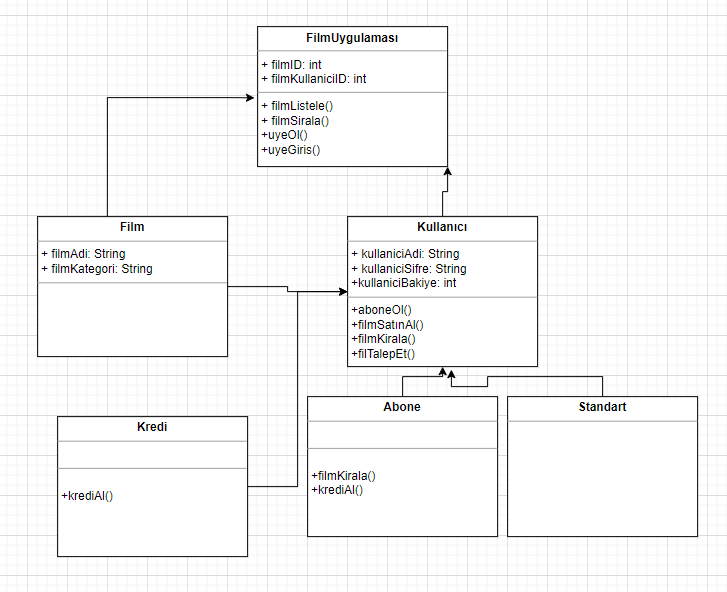 FilmUygulaması
+ filmID: int
+ filmKullaniciID: int
+ filmListele()
+ filmSirala()
+uyeOl()
+uyeGiris()
Film
+ filmAdi: String
+ filmKategori: String
Kullanıcı
+ kullaniciAdi: String
+ kullaniciSifre: String
+kullaniciBakiye: int
+aboneOl()
+filmSatınAl()
+filmKirala()
+filTalepEt()
Kredi
+krediAl()
Abone
+filmKirala()
+krediAl()
Standart